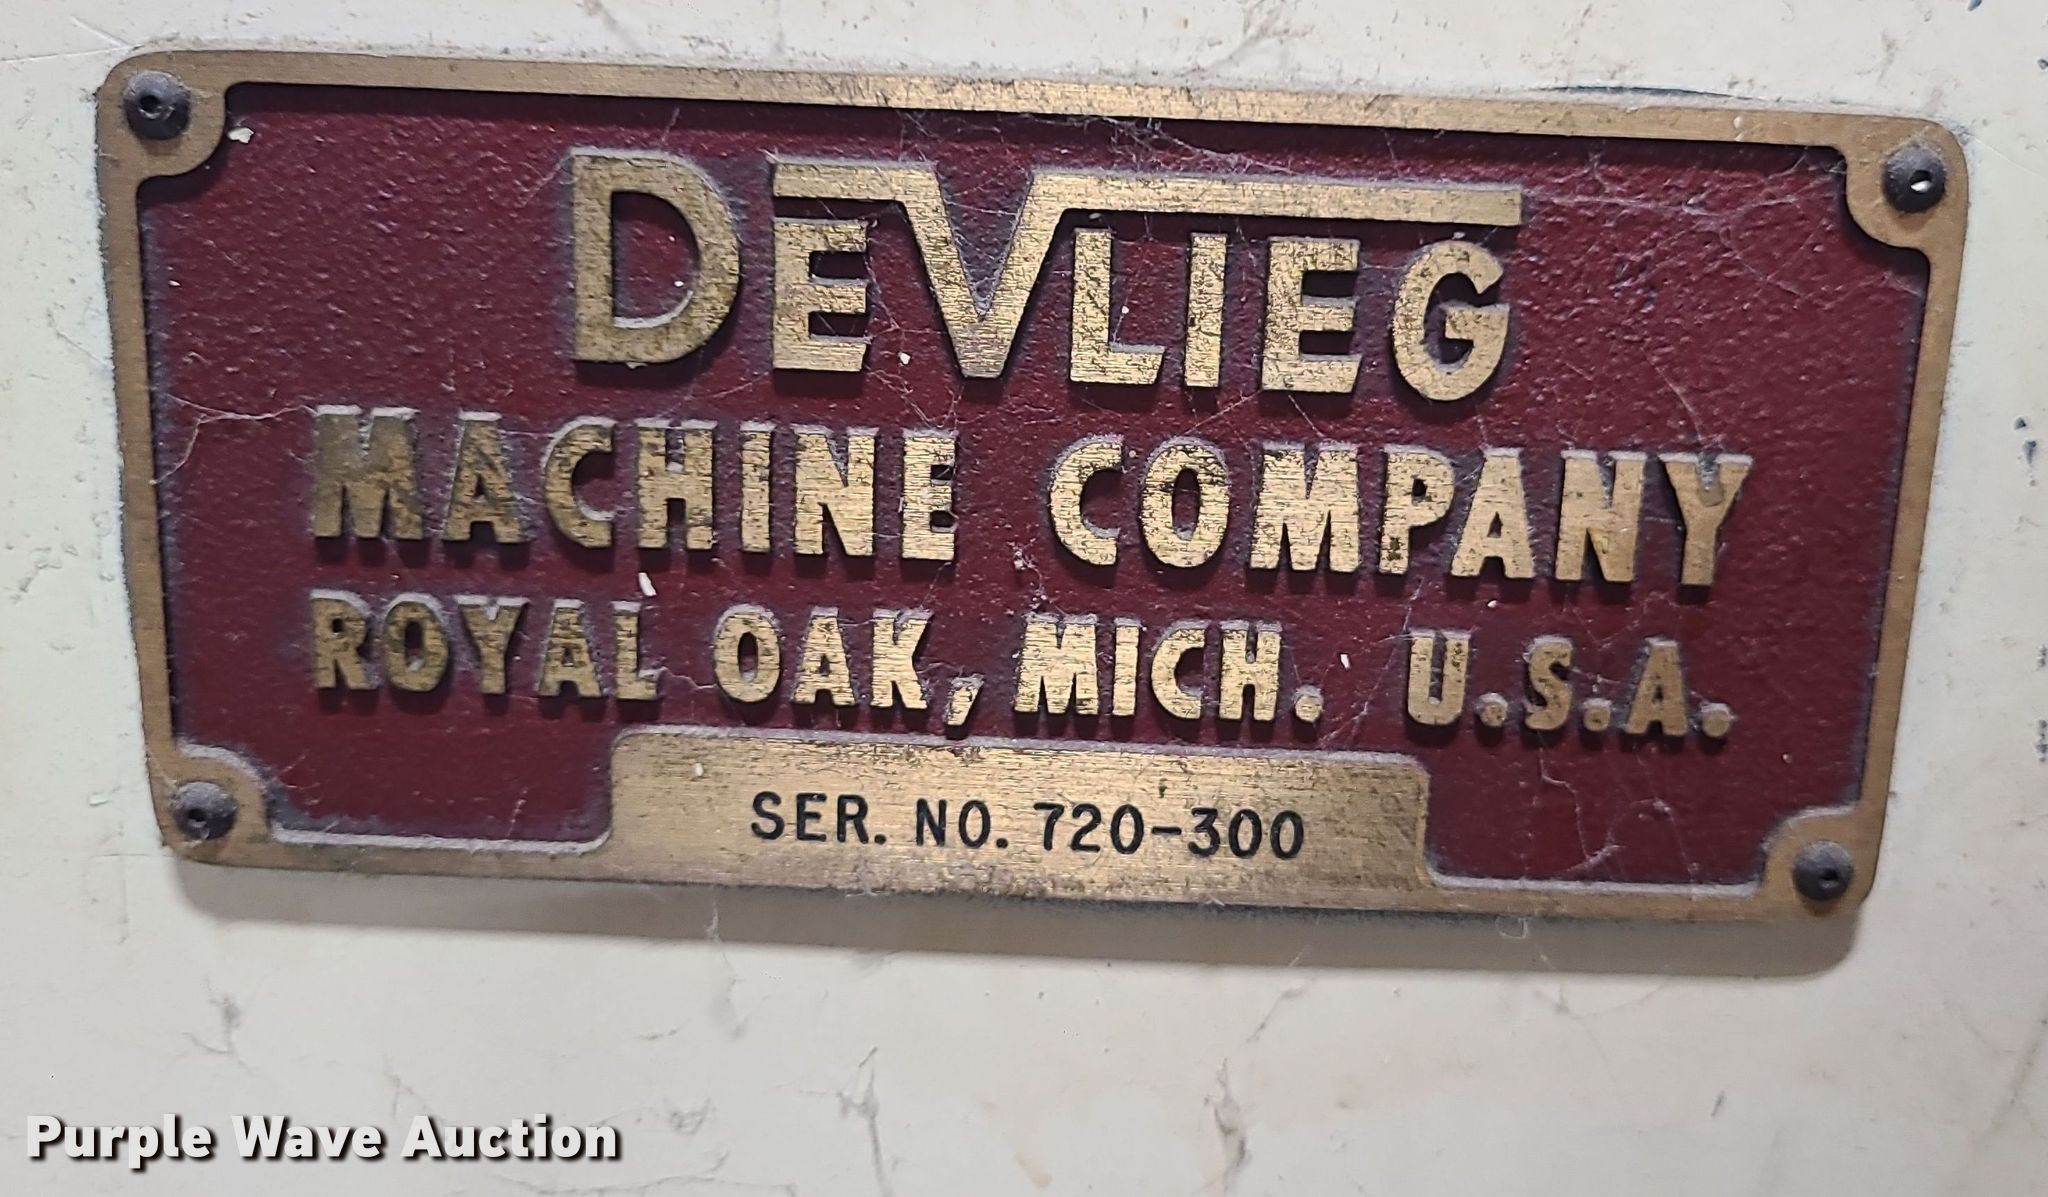 DEVLIEG
MACHINE COMPANY
ROYAL OAK, MICH. U.S.A.
SER. NO. 720-300
Purple Wave Auction